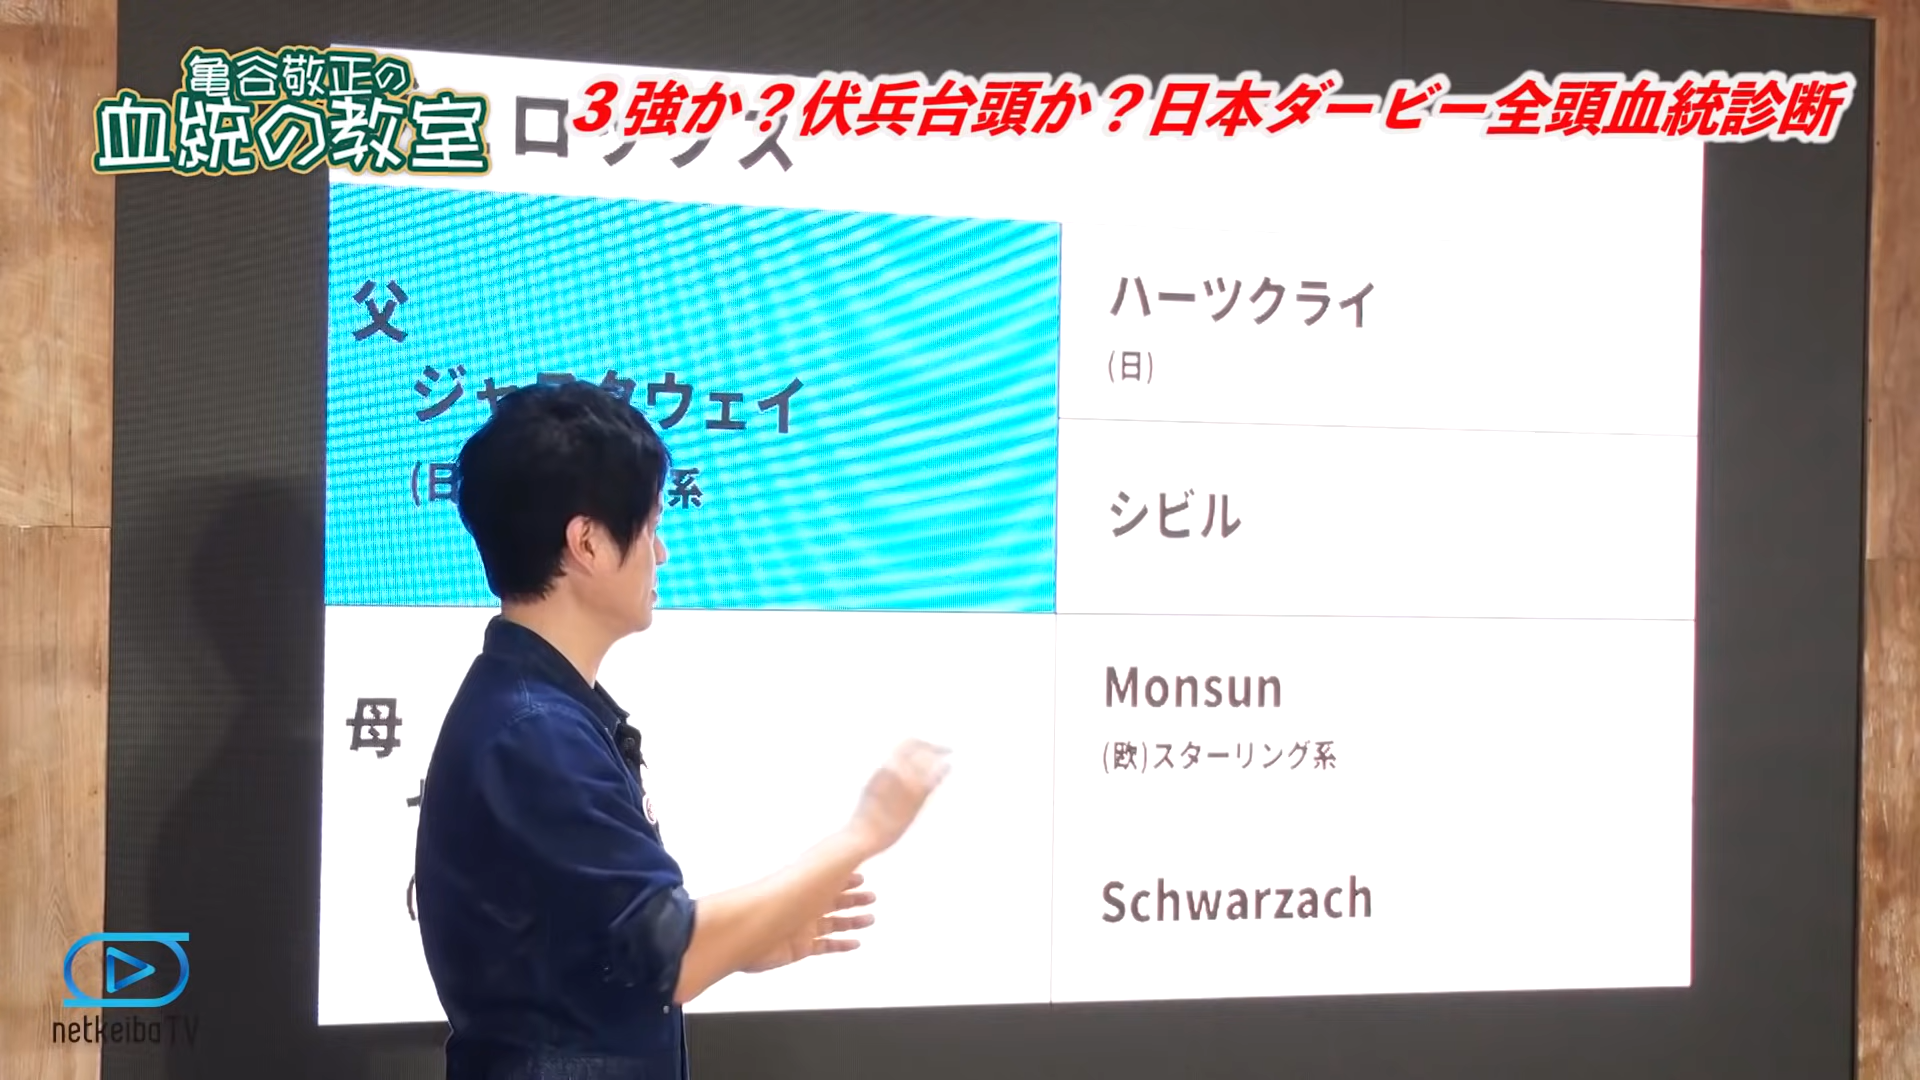 亀谷敬正の
血統の教室
3強か?伏兵台頭か?日本ダービー全頭血統診断
父
ウェイ
(日
系
ハーツクライ
(日)
シビル
母
Monsun
(欧)スターリング系
Schwarzach
netkeibaTV